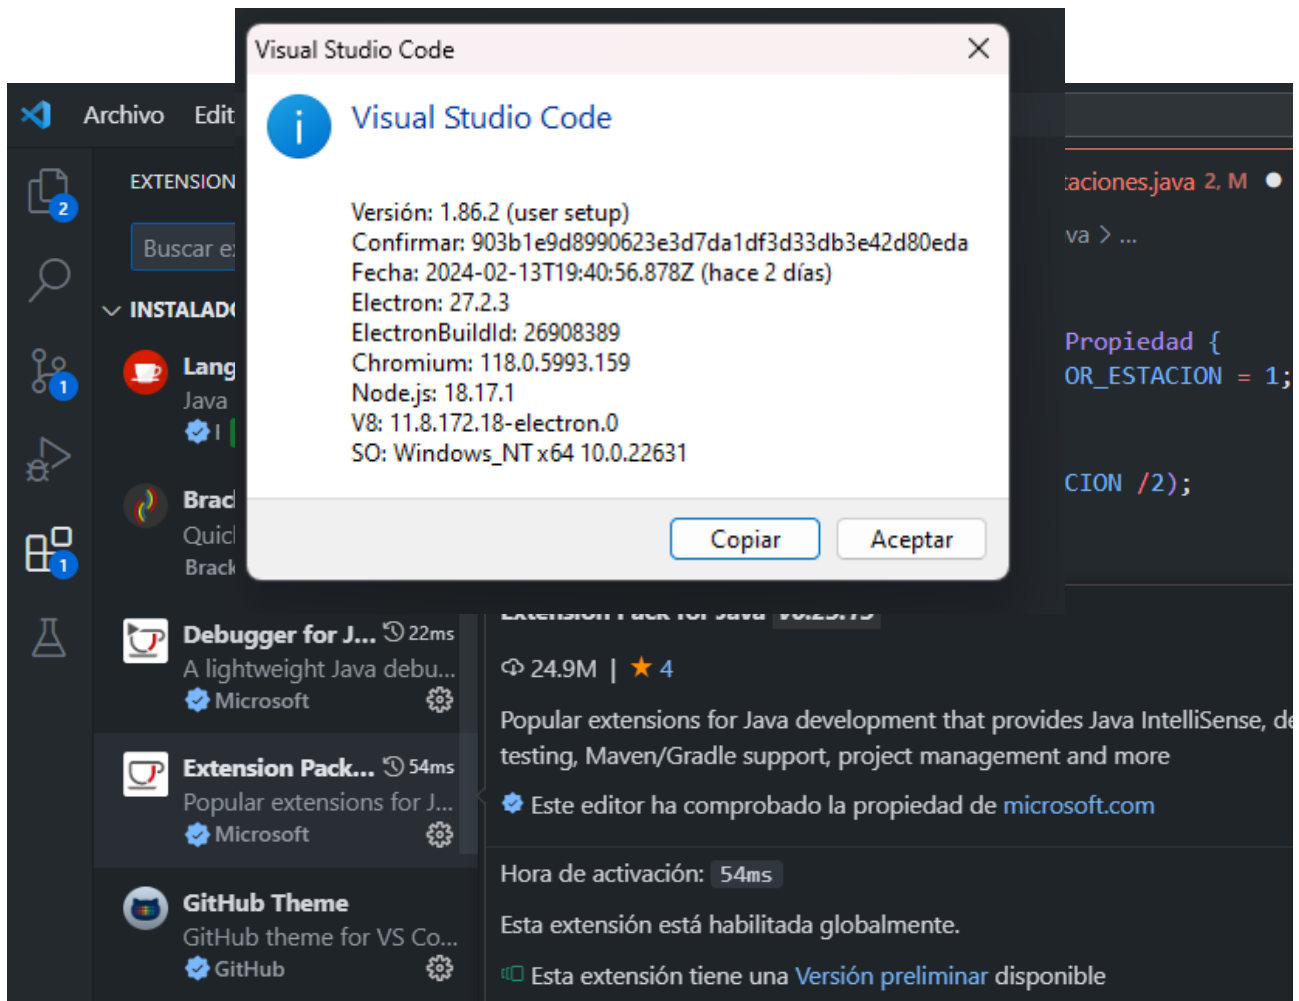 Visual Studio Code
Visual Studio Code
Versión: 1.86.2 (user setup)
Confirmar: 903b1e9d8990623e3d7da1df3d33db3e42d80eda
Fecha: 2024-02-13T19:40:56.878Z (hace 2 días)
Electron: 27.2.3
ElectronBuildId: 26908389
Chromium: 118.0.5993.159
Node.js: 18.17.1
V8: 11.8.172.18-electron.0
SO: Windows_NT x64 10.0.22631
Copiar Aceptar
Archivo Edit
2
1
1
EXTENSION
Buscar e
INSTALAD
Lang
Java
Brac
Quic
Brack
Debugger for J... 22ms
A lightweight Java debu...
Microsoft
Extension Pack... 54ms
Popular extensions for J...
Microsoft
GitHub Theme
GitHub theme for VS Co...
GitHub
taciones.java 2, M
va > ...
Propiedad {
OR_ESTACION = 1;
CION /2);
Extension Pack for Java
24.9M | 4
Popular extensions for Java development that provides Java IntelliSense, de
testing, Maven/Gradle support, project management and more
Este editor ha comprobado la propiedad de microsoft.com
Hora de activación: 54ms
Esta extensión está habilitada globalmente.
Esta extensión tiene una Versión preliminar disponible